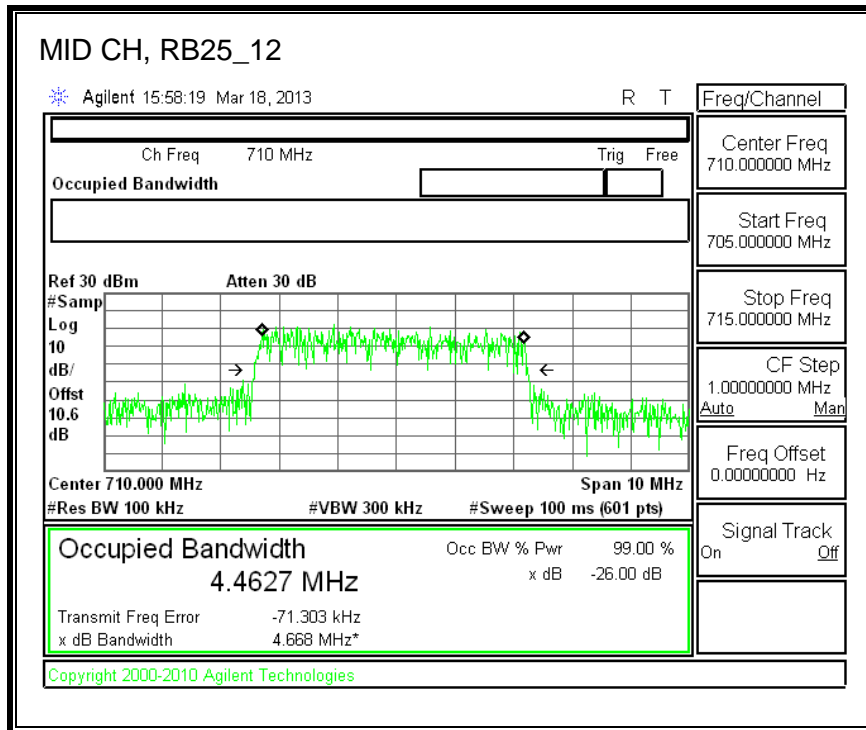 MID CH, RB25_12
Agilent 15:58:19 Mar 18, 2013 R T
Freq/Channel
Ch Freq 710 MHz Trig Free
Occupied Bandwidth
Center Freq
710.000000 MHz
Start Freq
705.000000 MHz
Stop Freq
715.000000 MHz
CF Step
1.00000000 MHz
Auto Man
Freq Offset
0.00000000 Hz
Signal Track
On Off
Ref 30 dBm Atten 30 dB
#Samp
Log
10
dB/
Offst
10.6
dB
Center 710.000 MHz Span 10 MHz
#Res BW 100 kHz #VBW 300 kHz #Sweep 100 ms (601 pts)
Occupied Bandwidth
4.4627 MHz
Occ BW % Pwr 99.00 %
x dB -26.00 dB
Transmit Freq Error -71.303 kHz
x dB Bandwidth 4.668 MHz*
Copyright 2000-2010 Agilent Technologies